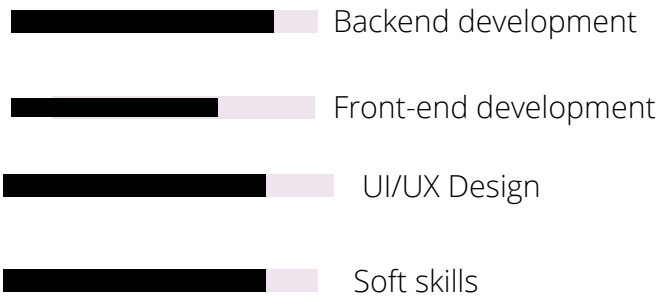 Backend development
Front-end development
UI/UX Design
Soft skills